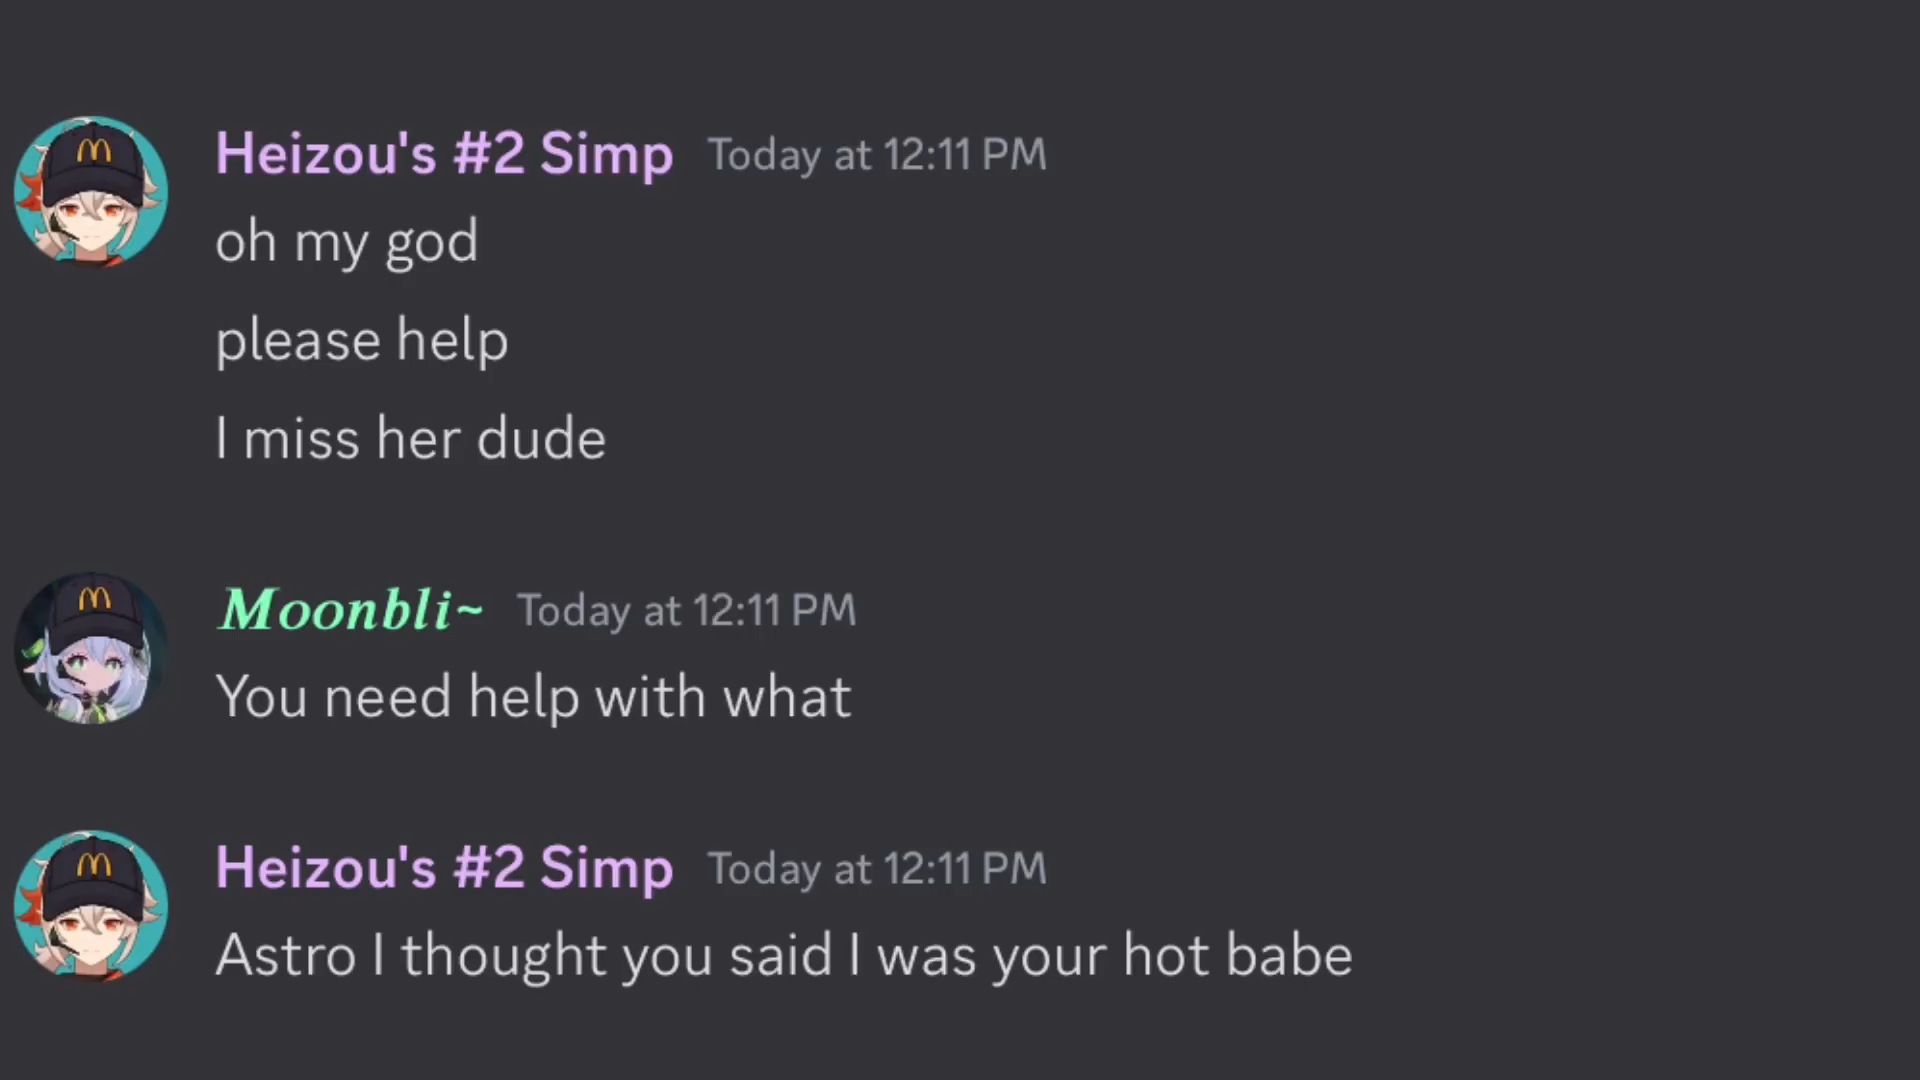 Heizou's #2 Simp Today at 12:11 PM
oh my god
please help
I miss her dude
Moonbli~ Today at 12:11 PM
You need help with what
Heizou's #2 Simp Today at 12:11 PM
Astro I thought you said I was your hot babe